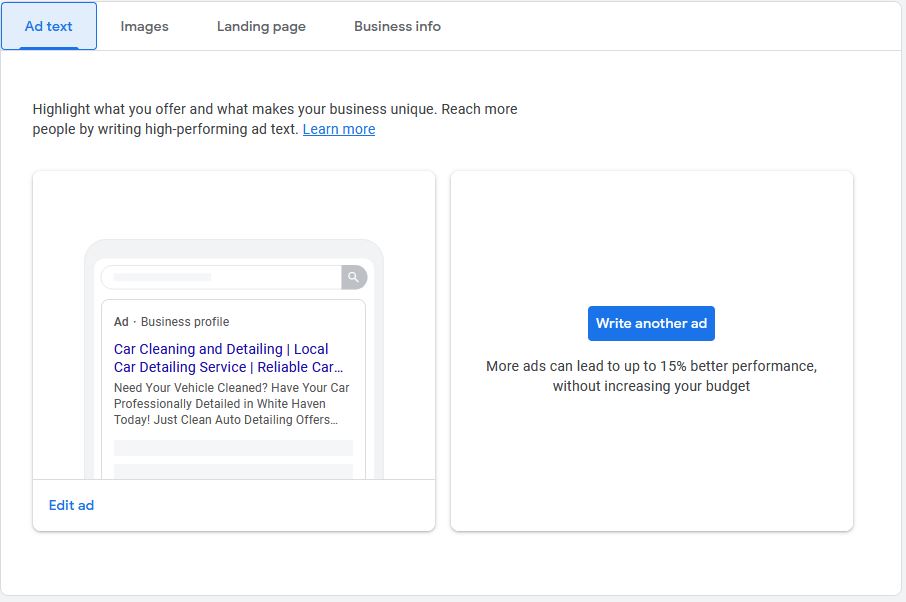 Ad text
Images
Landing page
Business info
Highlight what you offer and what makes your business unique. Reach more
people by writing high-performing ad text. Learn more
Ad · Business profile
Car Cleaning and Detailing | Local
Car Detailing Service | Reliable Car…
Need Your Vehicle Cleaned? Have Your Car
Professionally Detailed in White Haven
Today! Just Clean Auto Detailing Offers…
Edit ad
Write another ad
More ads can lead to up to 15% better performance,
without increasing your budget